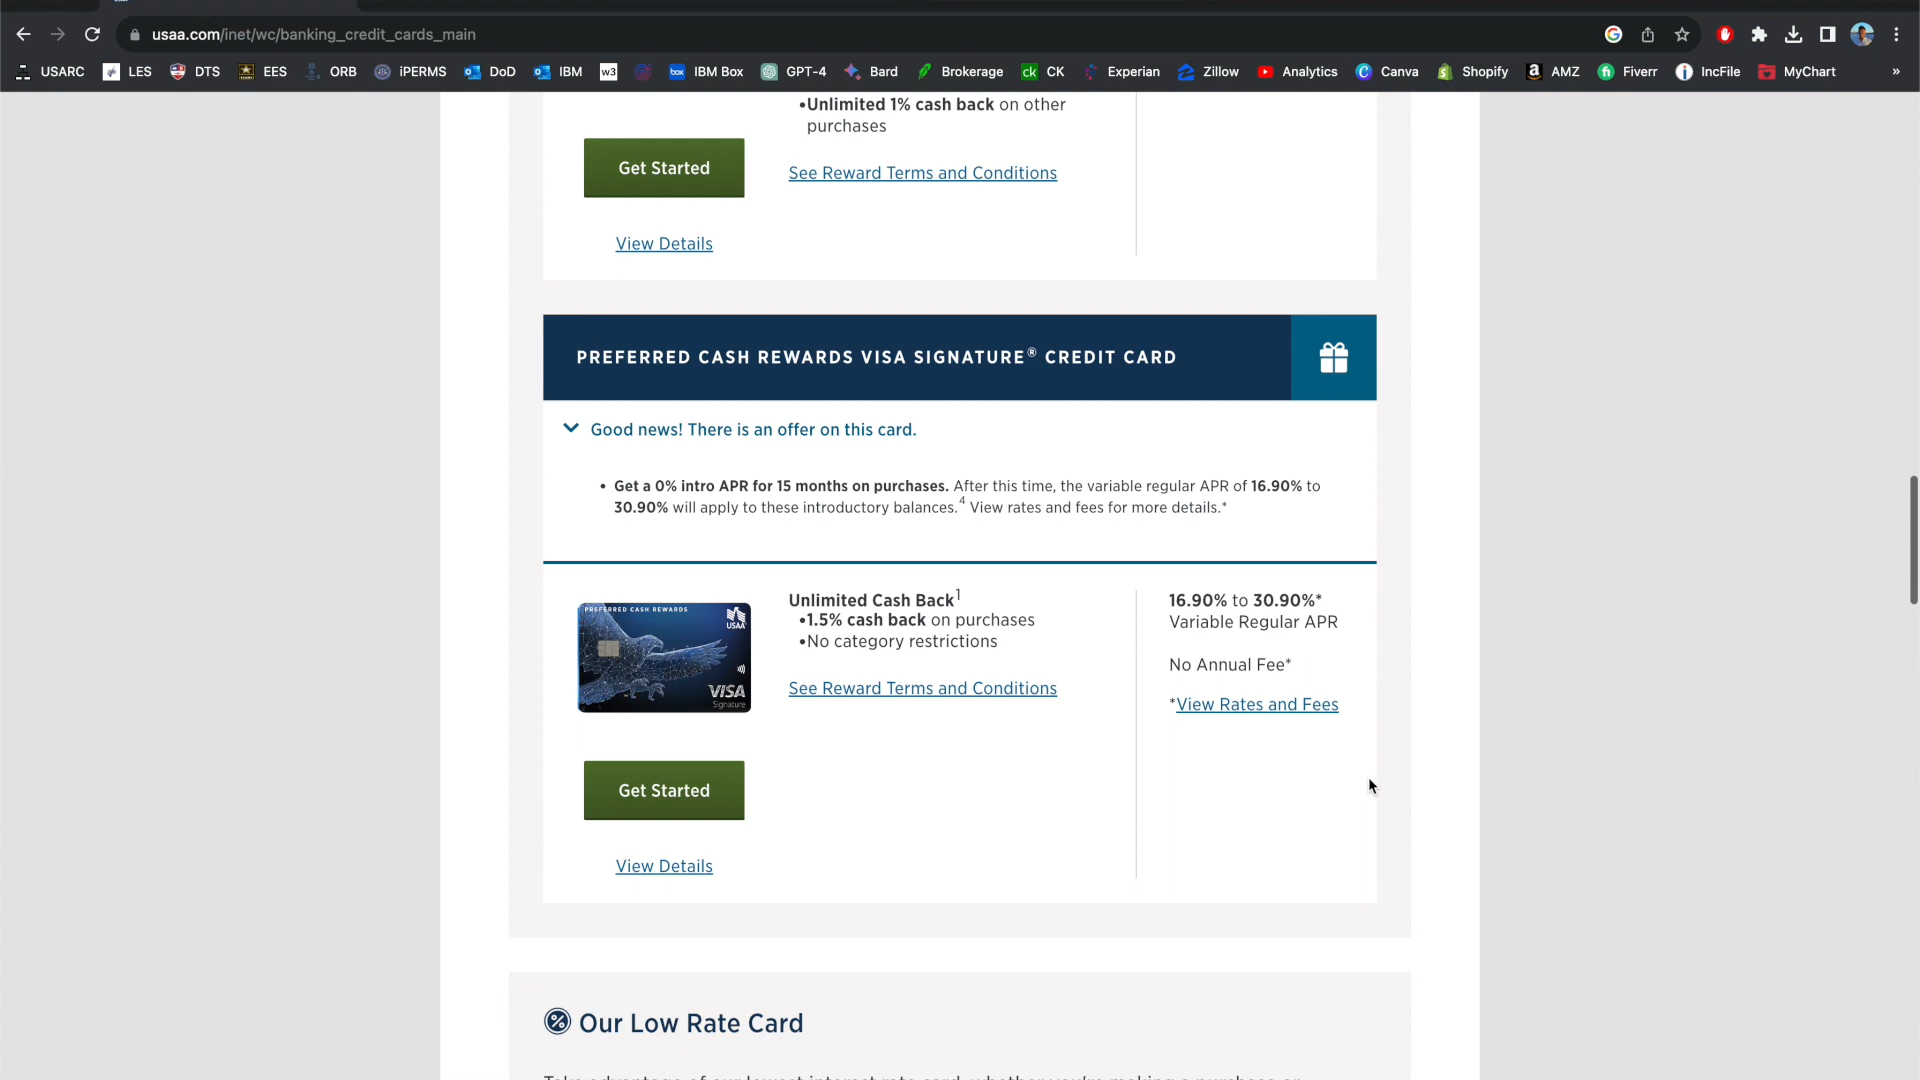 usaa.com/inet/wc/banking_credit_cards_main
USARC LES DTS EES ORB iPERMS DoD IBM w3 box IBM Box GPT-4 Bard Brokerage ck CK Experian Zillow Analytics Canva Shopify AMZ Fiverr IncFile MyChart »
•Unlimited 1% cash back on other
purchases
Get Started
See Reward Terms and Conditions
View Details
PREFERRED CASH REWARDS VISA SIGNATURE® CREDIT CARD
Good news! There is an offer on this card.
• Get a 0% intro APR for 15 months on purchases. After this time, the variable regular APR of 16.90% to
30.90% will apply to these introductory balances.4 View rates and fees for more details.*
PREFERRED CASH REWARDS
USAA
VISA
Signature
Unlimited Cash Back1
•1.5% cash back on purchases
•No category restrictions
See Reward Terms and Conditions
16.90% to 30.90%*
Variable Regular APR
No Annual Fee*
*View Rates and Fees
Get Started
View Details
Our Low Rate Card